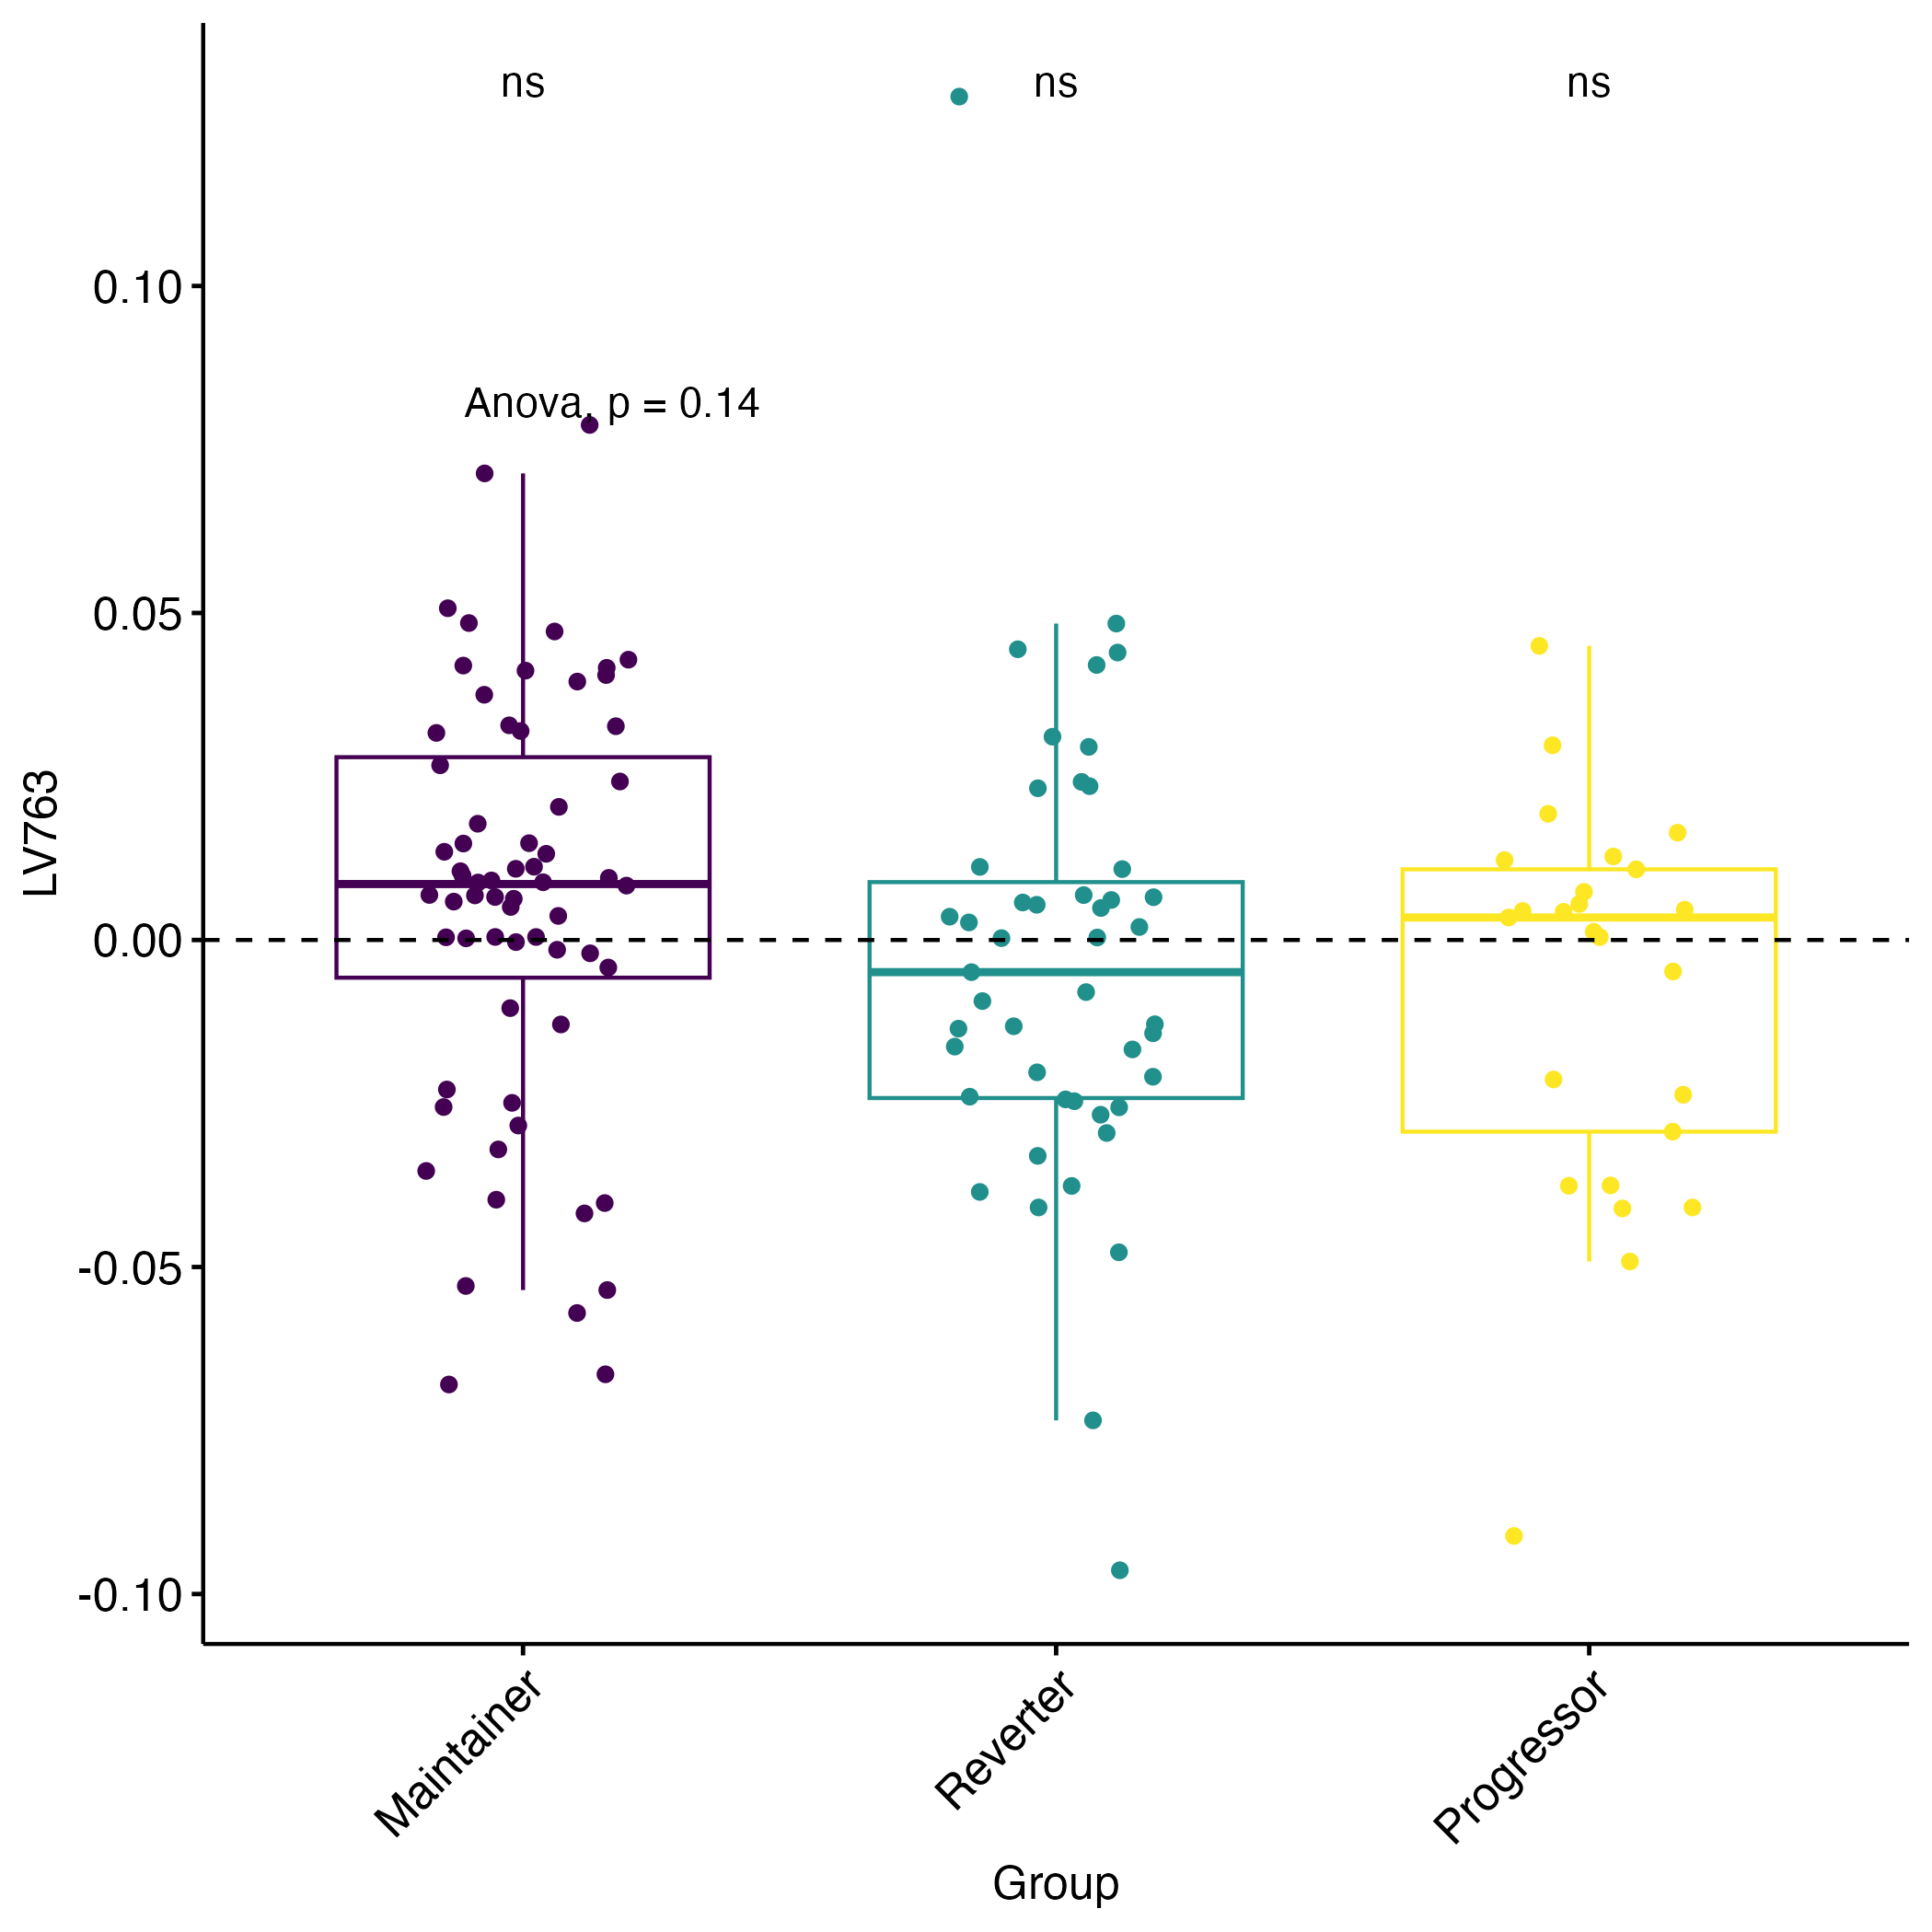 ns ns ns
Anova, p = 0.14
0.10
0.05
0.00
-0.05
-0.10
LV763
Maintainer
Reverter
Progressor
Group